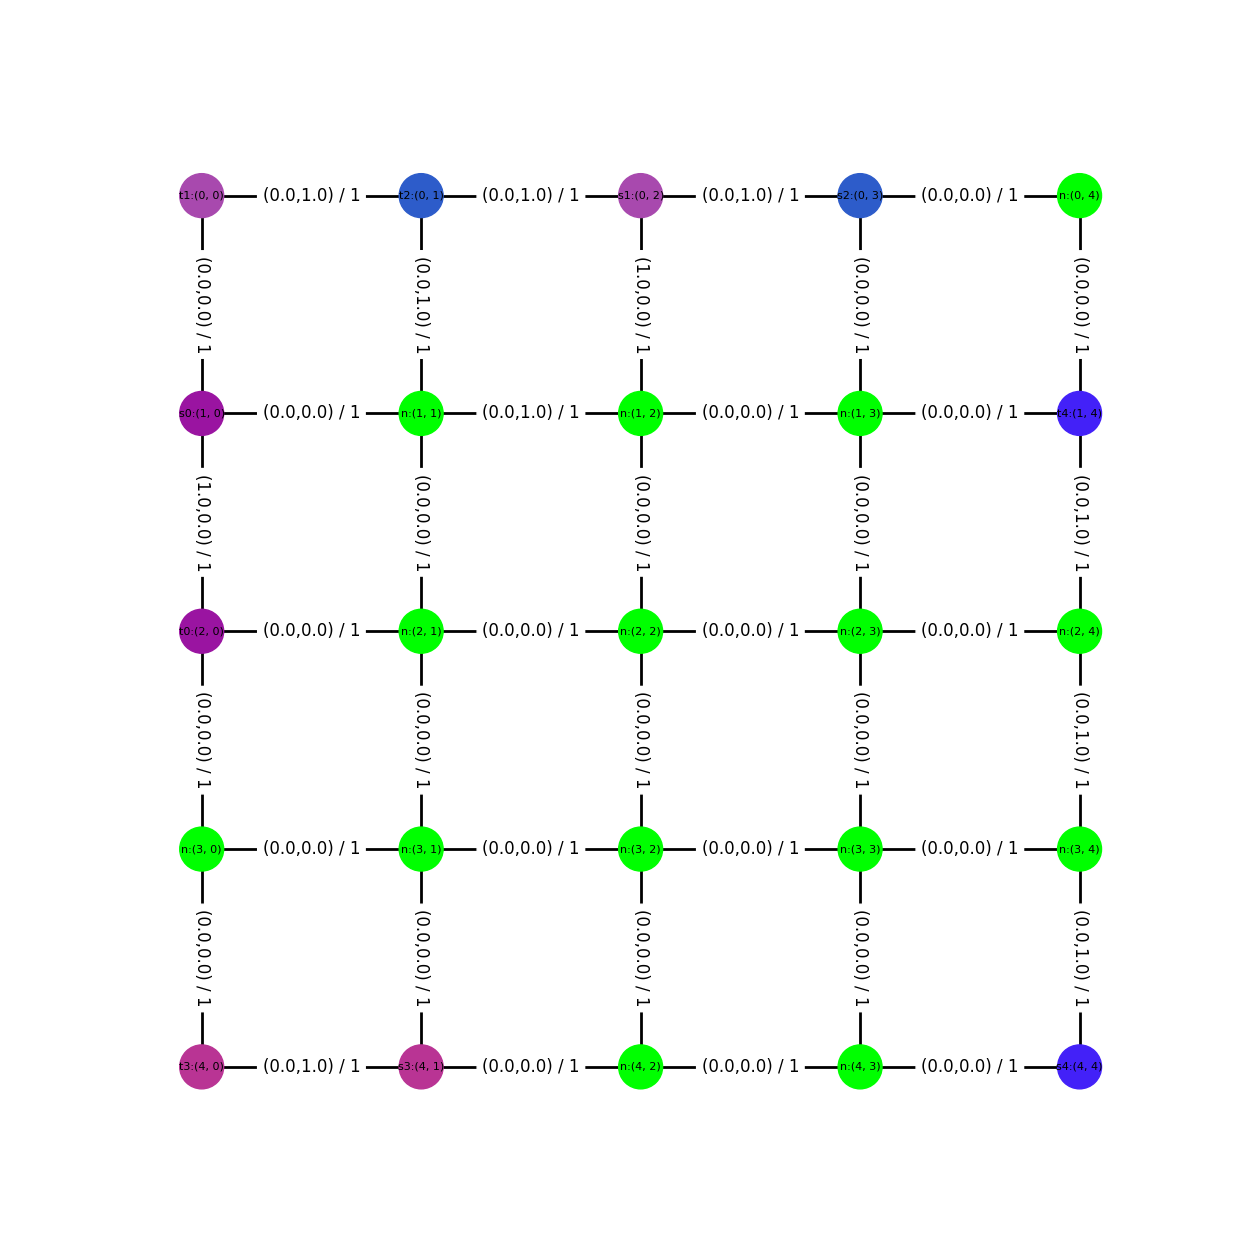 t1:(0, 0) (0.0,1.0) / 1 t2:(0, 1) (0.0,1.0) / 1 s1:(0, 2) (0.0,1.0) / 1 s2:(0, 3) (0.0,0.0) / 1 n:(0, 4)
(0.0,0.0) / 1 (0.0,1.0) / 1 (1.0,0.0) / 1 (0.0,0.0) / 1 (0.0,0.0) / 1
s0:(1, 0) (0.0,0.0) / 1 n:(1, 1) (0.0,1.0) / 1 n:(1, 2) (0.0,0.0) / 1 n:(1, 3) (0.0,0.0) / 1 t4:(1, 4)
(1.0,0.0) / 1 (0.0,0.0) / 1 (0.0,0.0) / 1 (0.0,0.0) / 1 (0.0,1.0) / 1
t0:(2, 0) (0.0,0.0) / 1 n:(2, 1) (0.0,0.0) / 1 n:(2, 2) (0.0,0.0) / 1 n:(2, 3) (0.0,0.0) / 1 n:(2, 4)
(0.0,0.0) / 1 (0.0,0.0) / 1 (0.0,0.0) / 1 (0.0,0.0) / 1 (0.0,1.0) / 1
n:(3, 0) (0.0,0.0) / 1 n:(3, 1) (0.0,0.0) / 1 n:(3, 2) (0.0,0.0) / 1 n:(3, 3) (0.0,0.0) / 1 n:(3, 4)
(0.0,0.0) / 1 (0.0,0.0) / 1 (0.0,0.0) / 1 (0.0,0.0) / 1 (0.0,1.0) / 1
t3:(4, 0) (0.0,1.0) / 1 s3:(4, 1) (0.0,0.0) / 1 n:(4, 2) (0.0,0.0) / 1 n:(4, 3) (0.0,0.0) / 1 s4:(4, 4)